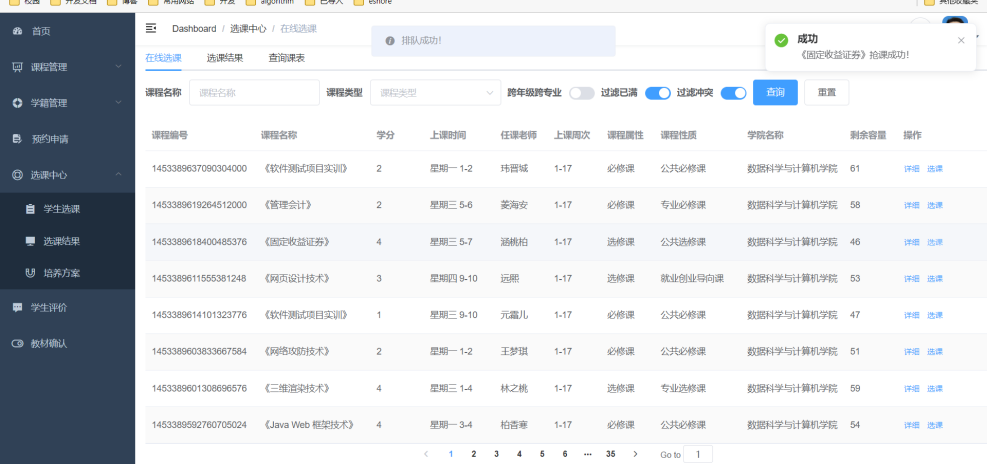 校园 开发文档 博客 常用网站 开发 algorithm 已导入 eshore 其他收藏夹
首页
课程管理
学籍管理
预约申请
选课中心
学生选课
选课结果
培养方案
学生评价
教材确认
Dashboard / 选课中心 / 在线选课
排队成功!
成功
《固定收益证券》抢课成功!
在线选课 选课结果 查询课表
课程名称 课程名称 课程类型 课程类型 跨年级跨专业 过滤已满 过滤冲突 查询 重置
课程编号 课程名称 学分 上课时间 任课老师 上课周次 课程属性 课程性质 学院名称 剩余容量 操作
1453389637090304000 《软件测试项目实训》 2 星期一 1-2 玮晋城 1-17 必修课 公共必修课 数据科学与计算机学院 61 详细 选课
1453389619264512000 《管理会计》 2 星期三 5-6 菱海安 1-17 必修课 专业必修课 数据科学与计算机学院 58 详细 选课
1453389618400485376 《固定收益证券》 4 星期三 5-7 涵桃柏 1-17 选修课 公共选修课 数据科学与计算机学院 46 详细 选课
1453389611555381248 《网页设计技术》 3 星期四 9-10 远熙 1-17 选修课 就业创业导向课 数据科学与计算机学院 53 详细 选课
1453389614101323776 《软件测试项目实训》 1 星期三 9-10 元霜儿 1-17 必修课 公共必修课 数据科学与计算机学院 47 详细 选课
1453389603833667584 《网络攻防技术》 2 星期一 1-2 王梦琪 1-17 必修课 公共必修课 数据科学与计算机学院 51 详细 选课
1453389601308696576 《三维渲染技术》 4 星期三 1-4 林之桃 1-17 选修课 专业选修课 数据科学与计算机学院 59 详细 选课
1453389592760705024 《Java Web 框架技术》 4 星期一 3-4 柏香寒 1-17 必修课 公共必修课 数据科学与计算机学院 54 详细 选课
1 2 3 4 5 6 ··· 35 Go to 1